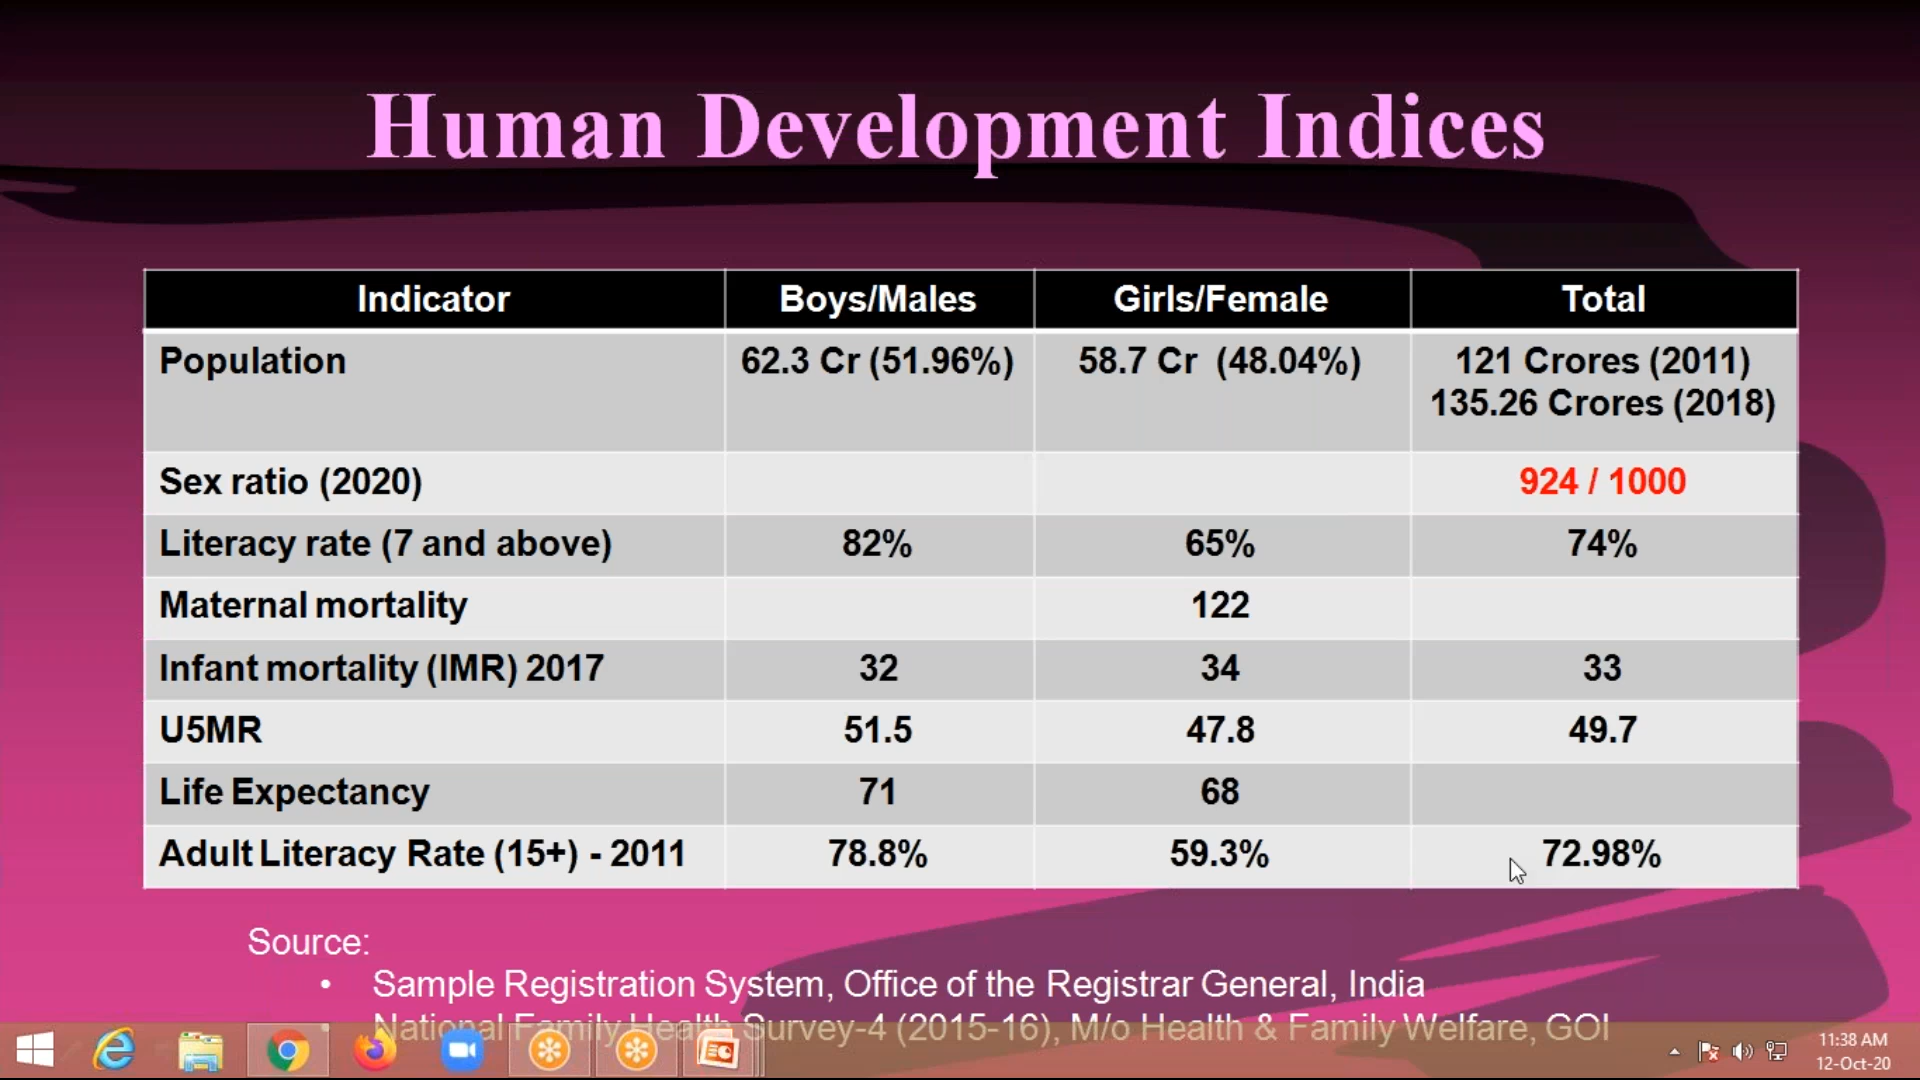 Human Development Indices
Indicator Boys/Males Girls/Female Total
Population 62.3 Cr (51.96%) 58.7 Cr (48.04%) 121 Crores (2011)
135.26 Crores (2018)
Sex ratio (2020) 924 / 1000
Literacy rate (7 and above) 82% 65% 74%
Maternal mortality 122
Infant mortality (IMR) 2017 32 34 33
U5MR 51.5 47.8 49.7
Life Expectancy 71 68
Adult Literacy Rate (15+) - 2011 78.8% 59.3% 72.98%
Source:
• Sample Registration System, Office of the Registrar General, India
• National Family Health Survey-4 (2015-16), M/o Health & Family Welfare, GOI
11:38 AM
12-Oct-20